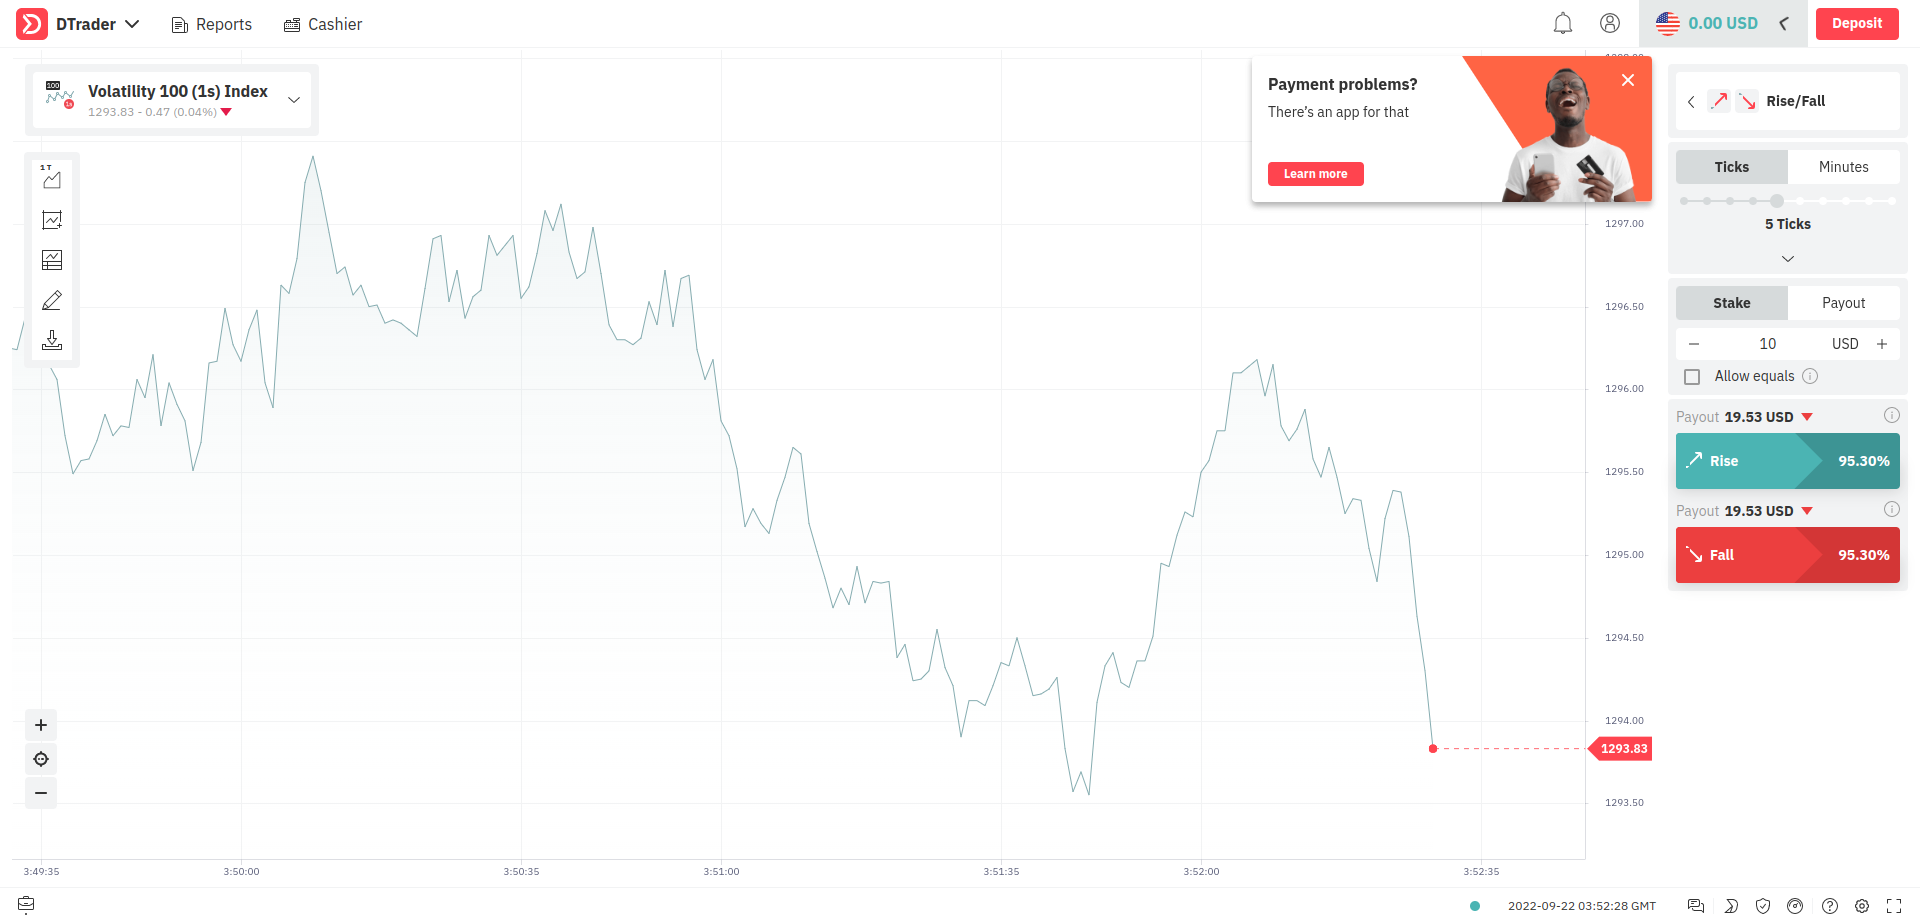 DTrader
Reports
Cashier
0.00 USD
Deposit
100
1s
Volatility 100 (1s) Index
1293.83 - 0.47 (0.04%)
1T
Payment problems?
There's an app for that
Learn more
Rise/Fall
Ticks
Minutes
5 Ticks
Stake
Payout
10
USD
Allow equals
Payout 19.53 USD
Rise
95.30%
Payout 19.53 USD
Fall
95.30%
1297.00
1296.50
1296.00
1295.50
1295.00
1294.50
1294.00
1293.83
1293.50
3:49:35
3:50:00
3:50:35
3:51:00
3:51:35
3:52:00
3:52:35
2022-09-22 03:52:28 GMT